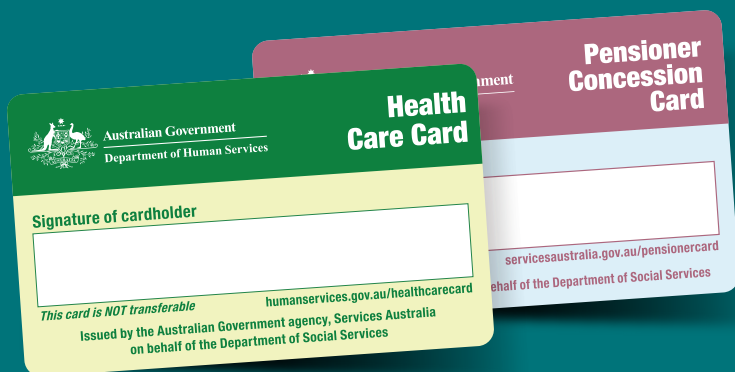 Health
Care Card
Australian Government
Department of Human Services
Signature of cardholder
This card is NOT transferable
humanservices.gov.au/healthcarecard
Issued by the Australian Government agency, Services Australia
on behalf of the Department of Social Services
Pensioner
Concession
Card
servicesaustralia.gov.au/pensionercard
of the Department of Social Services